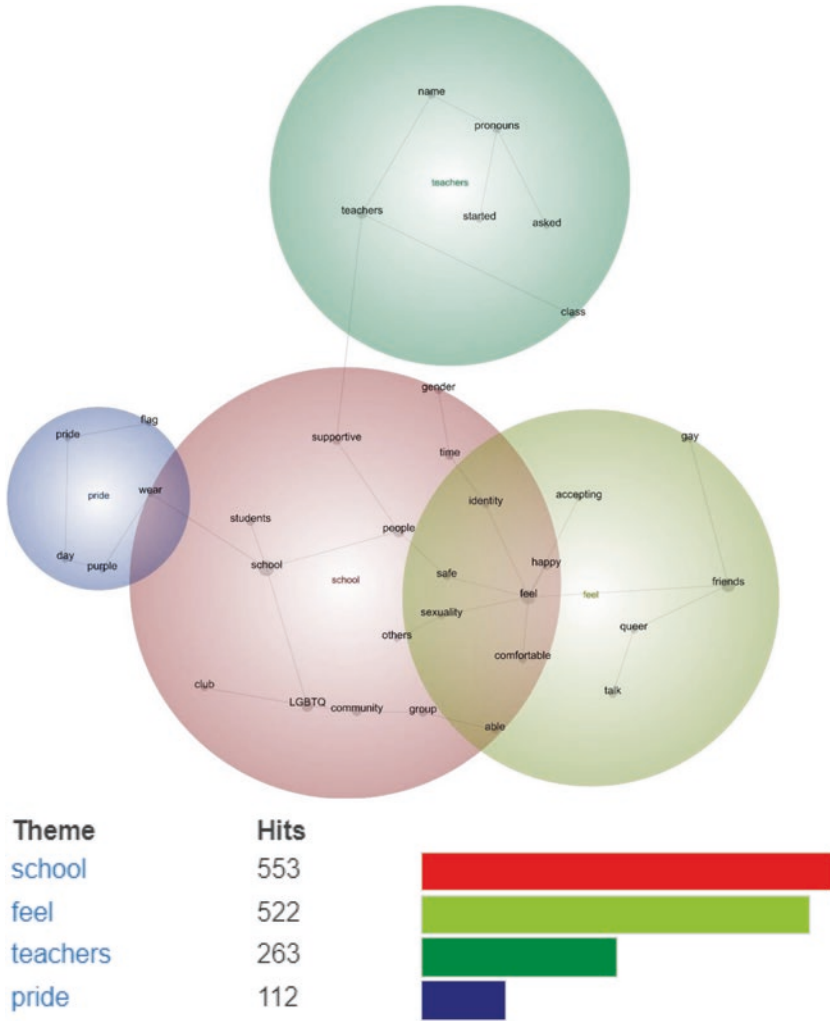 name
pronouns
teachers
teachers
started
asked
class
gender
flag
pride
supportive
gay
time
wear
pride
identity
accepting
students
people
school
day
purple
happy
safe
school
feel
feel
friends
sexuality
others
queer
comfortable
club
talk
LGBTQ
community
group
able
Theme Hits
school 553
feel 522
teachers 263
pride 112